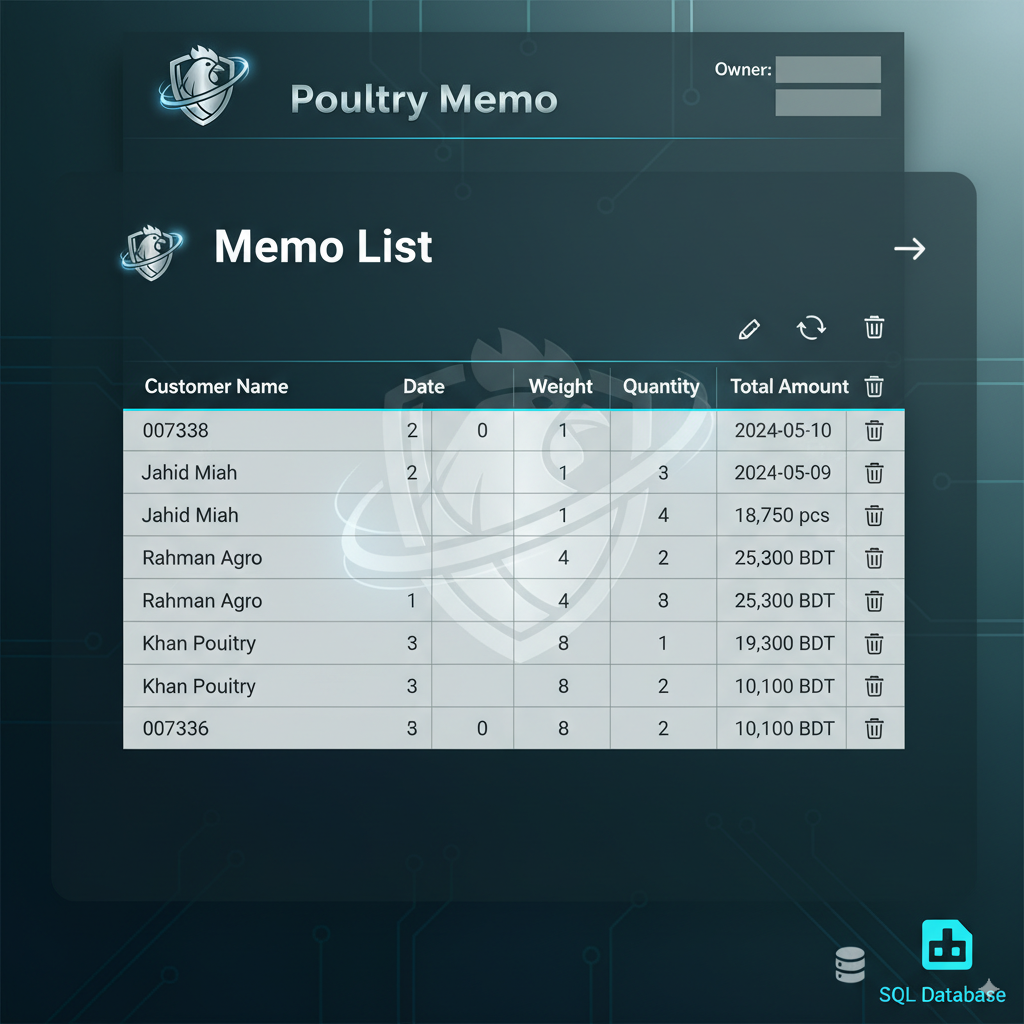 Poultry Memo
Owner:
Memo List
Customer Name Date Weight Quantity Total Amount
007338 2 0 1 2024-05-10
Jahid Miah 2 1 3 2024-05-09
Jahid Miah 1 4 18,750 pcs
Rahman Agro 4 2 25,300 BDT
Rahman Agro 1 4 8 25,300 BDT
Khan Pouitry 3 8 1 19,300 BDT
Khan Pouitry 3 8 2 10,100 BDT
007336 3 0 8 2 10,100 BDT
SQL Database